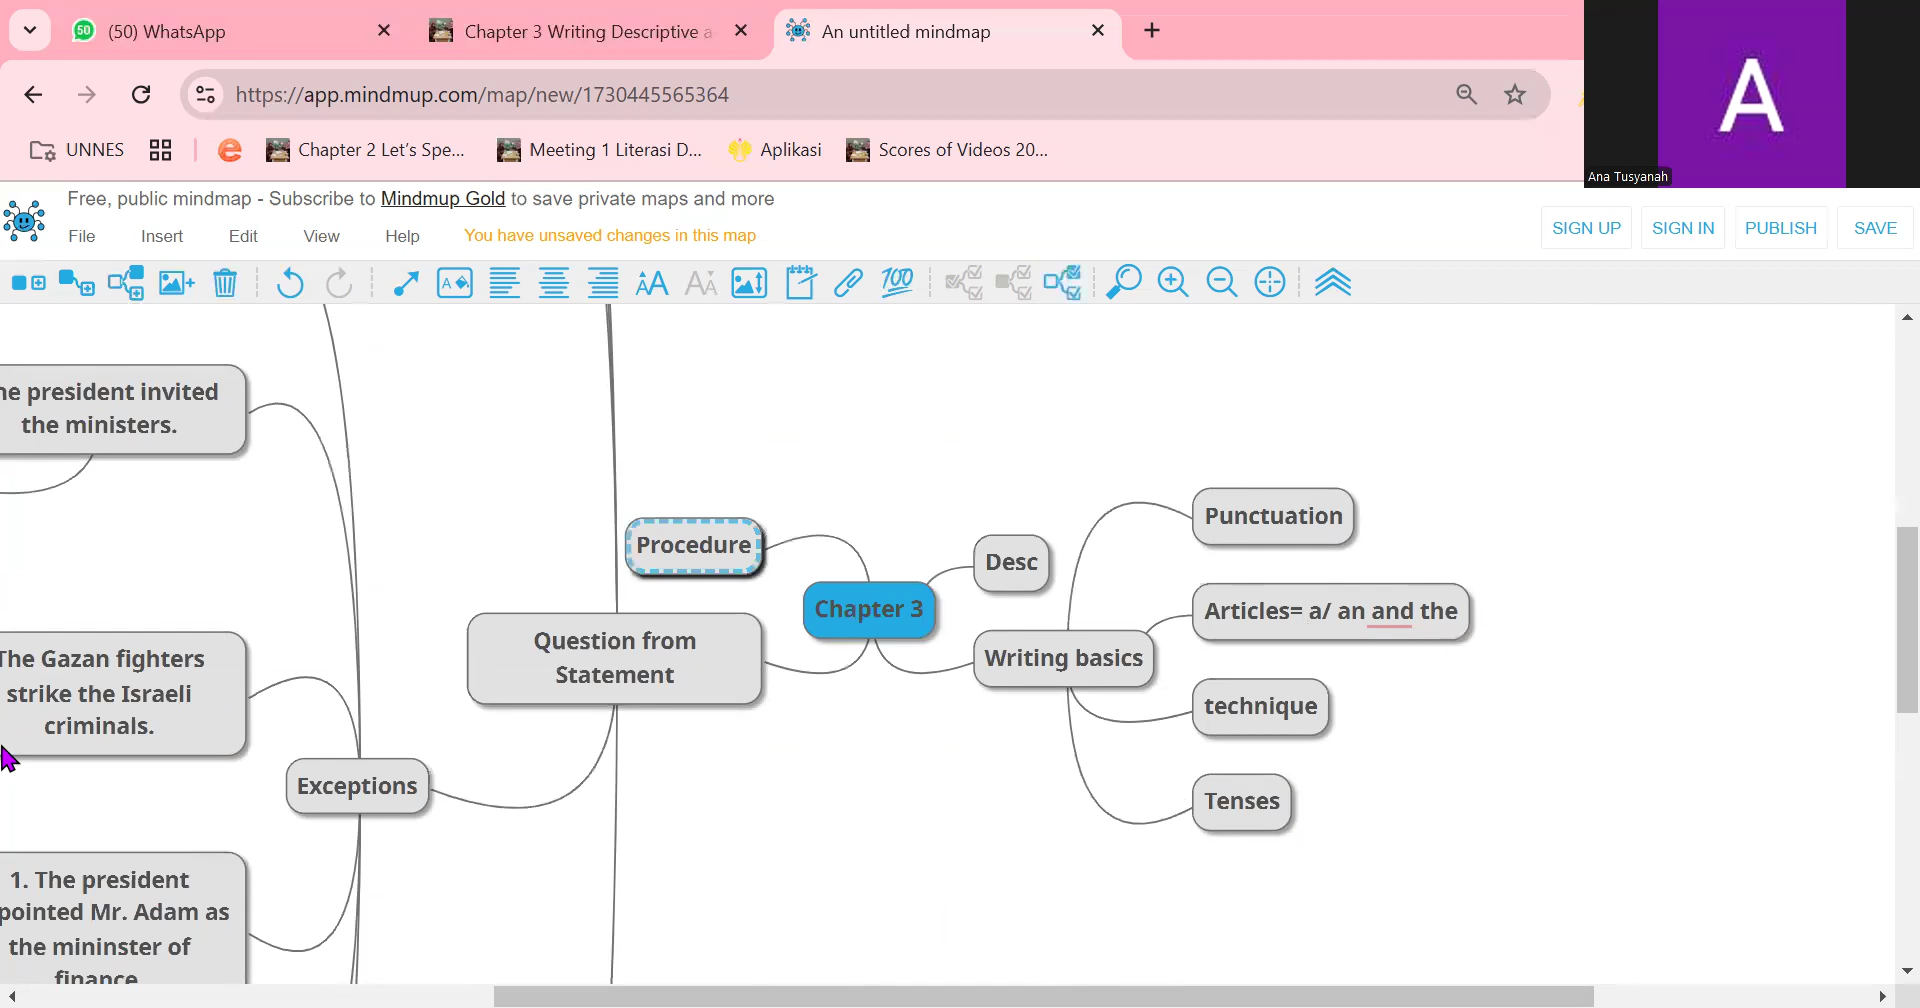 50
(50) WhatsApp
Chapter 3 Writing Descriptive a
An untitled mindmap
https://app.mindmup.com/map/new/1730445565364
A
Ana Tusyanah
UNNES
Chapter 2 Let's Spe...
Meeting 1 Literasi D...
Aplikasi
Scores of Videos 20...
Free, public mindmap - Subscribe to Mindmup Gold to save private maps and more
File
Insert
Edit
View
Help
You have unsaved changes in this map
SIGN UP
SIGN IN
PUBLISH
SAVE
he president invited
the ministers.
The Gazan fighters
strike the Israeli
criminals.
Exceptions
1. The president
pointed Mr. Adam as
the mininster of
finance
Procedure
Question from
Statement
Chapter 3
Desc
Writing basics
Punctuation
Articles= a/ an and the
technique
Tenses